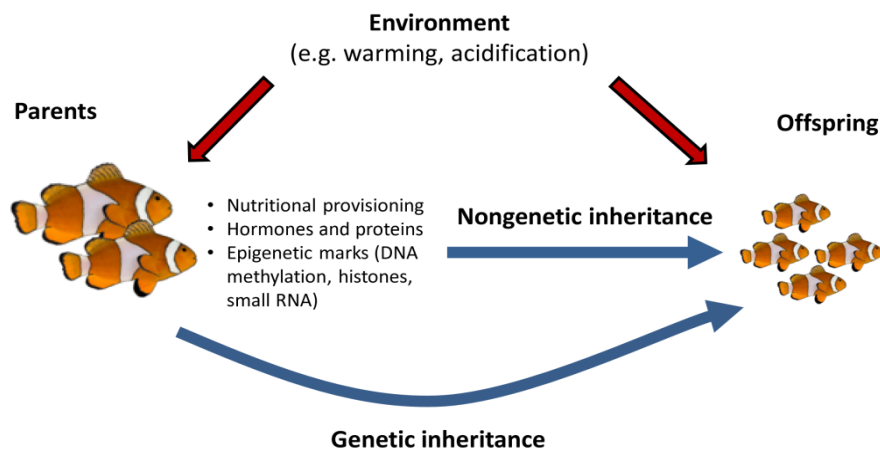 Environment
(e.g. warming, acidification)
Parents
Offspring
• Nutritional provisioning
• Hormones and proteins
• Epigenetic marks (DNA
methylation, histones,
small RNA)
Nongenetic inheritance
Genetic inheritance